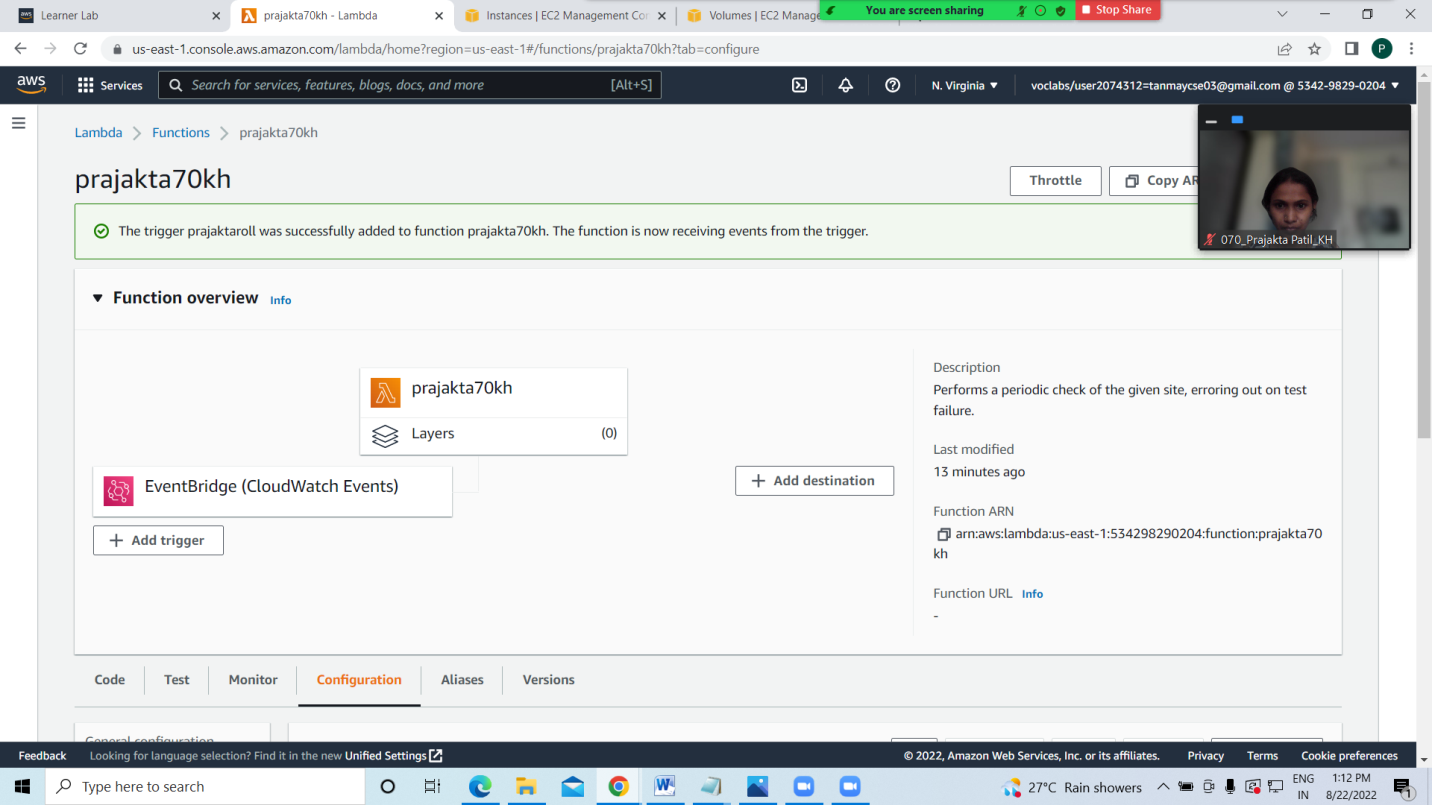 Learner Lab
prajakta70kh - Lambda
Instances | EC2 Management Con
Volumes | EC2 Manage
You are screen sharing
Stop Share
us-east-1.console.aws.amazon.com/lambda/home?region=us-east-1#/functions/prajakta70kh?tab=configure
P
aws
Services
Search for services, features, blogs, docs, and more
[Alt+S]
N. Virginia
voclabs/user2074312=tanmaycse03@gmail.com @ 5342-9829-0204
Lambda > Functions > prajakta70kh
prajakta70kh
Throttle
Copy AR
070_Prajakta Patil_KH
The trigger prajaktaroll was successfully added to function prajakta70kh. The function is now receiving events from the trigger.
Function overview Info
prajakta70kh
Layers (0)
EventBridge (CloudWatch Events)
+ Add trigger
+ Add destination
Description
Performs a periodic check of the given site, erroring out on test
failure.
Last modified
13 minutes ago
Function ARN
arn:aws:lambda:us-east-1:534298290204:function:prajakta70
kh
Function URL Info
-
Code
Test
Monitor
Configuration
Aliases
Versions
General configuration
Feedback
Looking for language selection? Find it in the new Unified Settings
© 2022, Amazon Web Services, Inc. or its affiliates.
Privacy
Terms
Cookie preferences
Type here to search
27°C Rain showers
ENG
IN
1:12 PM
8/22/2022
1